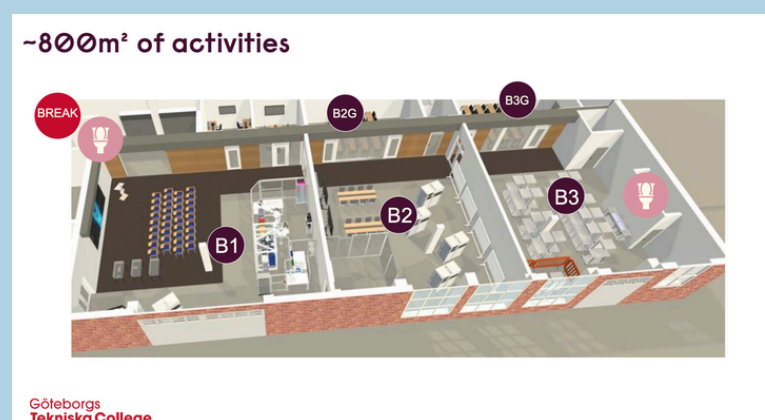 ~800m² of activities
BREAK
B2G
B3G
B1
B2
B3
Göteborgs
Tekniska College